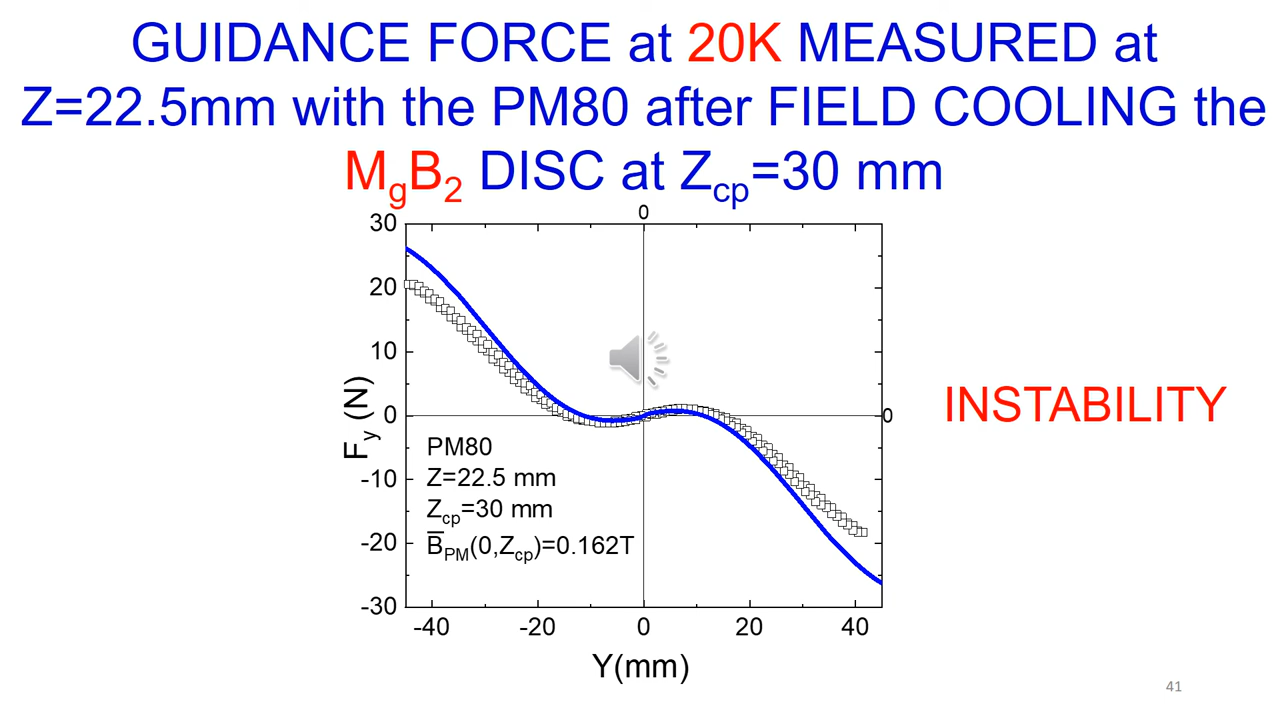 GUIDANCE FORCE at 20K MEASURED at
Z=22.5mm with the PM80 after FIELD COOLING the
MgB2 DISC at Zcp=30 mm
0
30
20
10
0
-10
-20
-30
Fy (N)
0
INSTABILITY
PM80
Z=22.5 mm
Zcp=30 mm
B̅PM(0,Zcp)=0.162T
-40 -20 0 20 40
Y(mm)
41